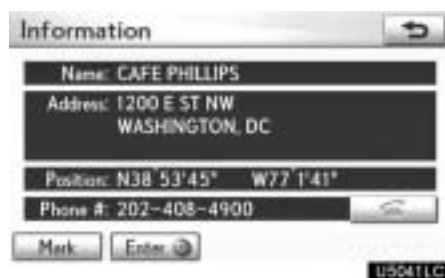 Information
Name: CAFE PHILLIPS
Address: 1200 E ST NW
WASHINGTON, DC
Position: N38°53'45" W77°1'41"
Phone #: 202-408-4900
Mark Enter
U5041LC